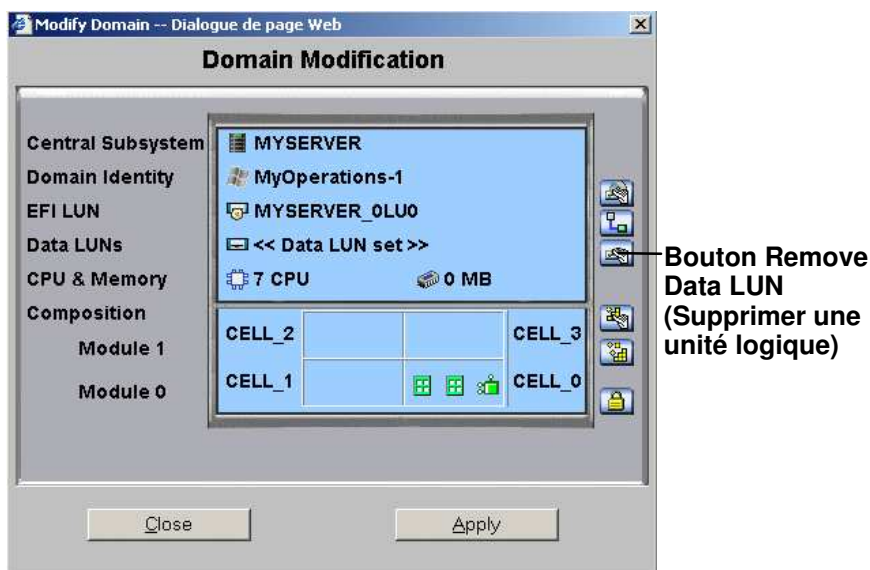 Modify Domain -- Dialogue de page Web
Domain Modification
Central Subsystem MYSERVER
Domain Identity MyOperations-1
EFI LUN MYSERVER_0LU0
Data LUNs << Data LUN set >>
CPU & Memory 7 CPU 0 MB
Composition
Module 1 CELL_2 CELL_3
Module 0 CELL_1 CELL_0
Bouton Remove
Data LUN
(Supprimer une
unité logique)
Close Apply